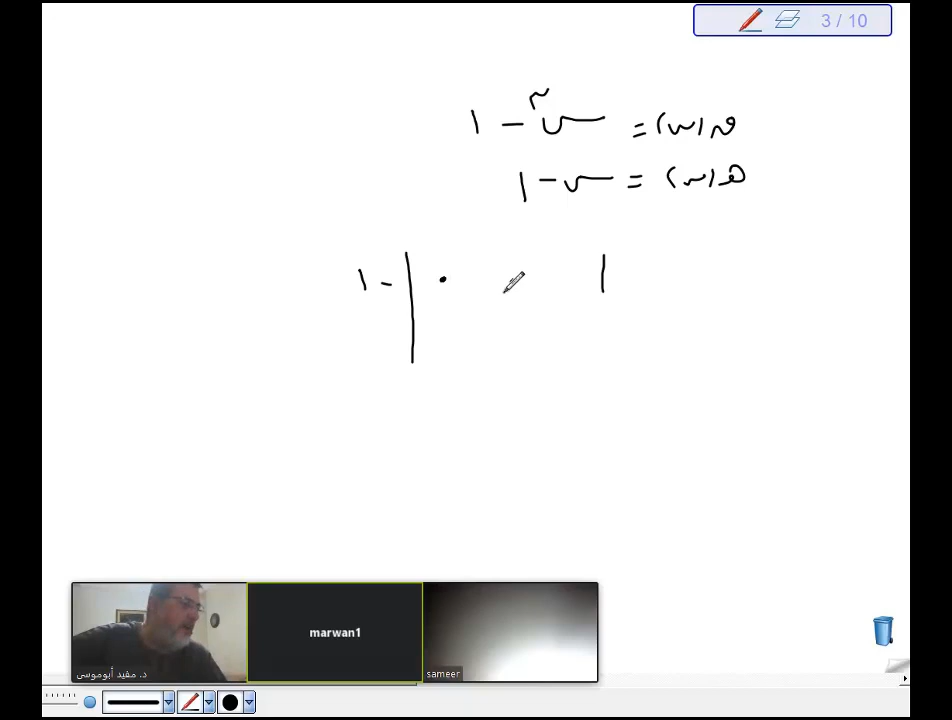 3 / 10
ق(س) = س٢ - ١
هـ(س) = س - ١
١ ٠ | -١
marwan1
د. مفيد أبوموسى
sameer